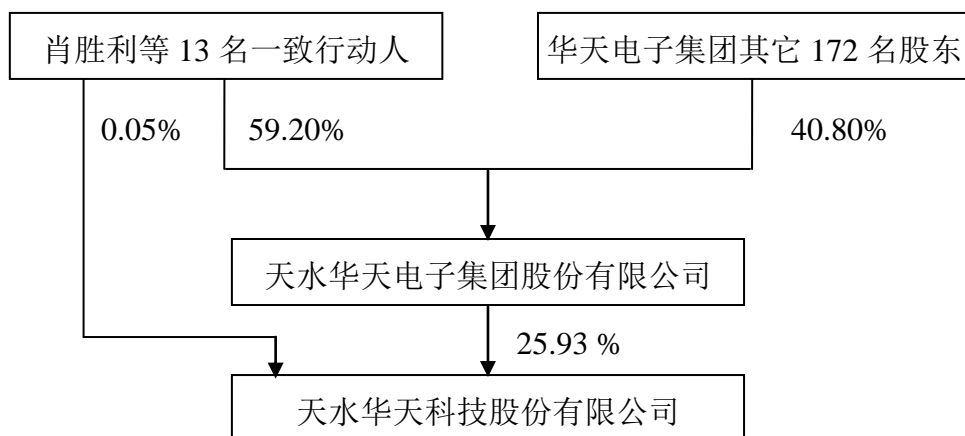 肖胜利等 13 名一致行动人
华天电子集团其它 172 名股东
0.05%
59.20%
40.80%
天水华天电子集团股份有限公司
25.93 %
天水华天科技股份有限公司